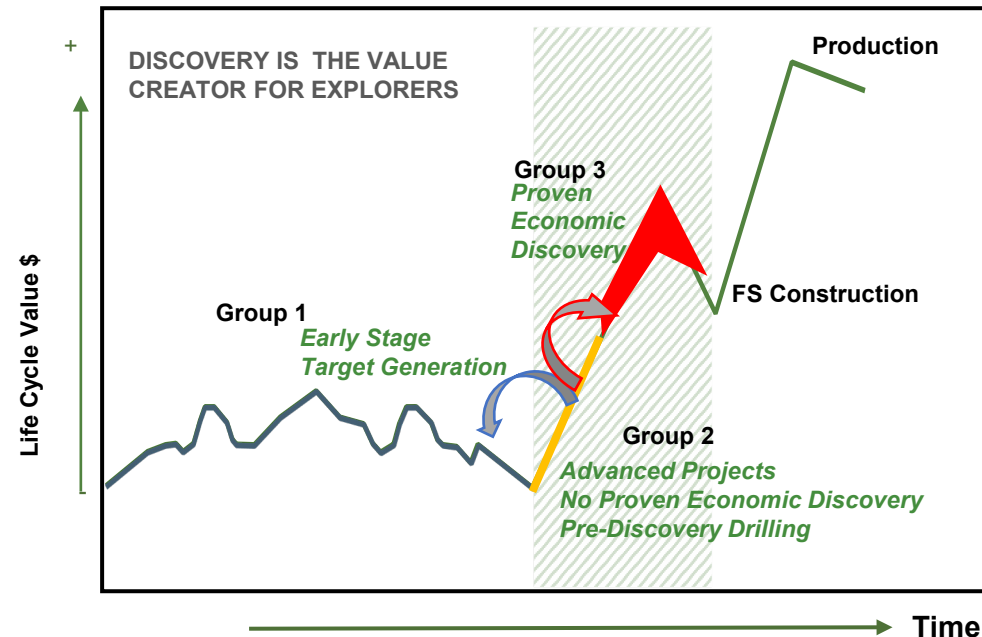 +
DISCOVERY IS THE VALUE
CREATOR FOR EXPLORERS
Production
Group 3
Proven
Economic
Discovery
FS Construction
Group 1
Early Stage
Target Generation
Life Cycle Value $
Group 2
Advanced Projects
No Proven Economic Discovery
Pre-Discovery Drilling
-
Time